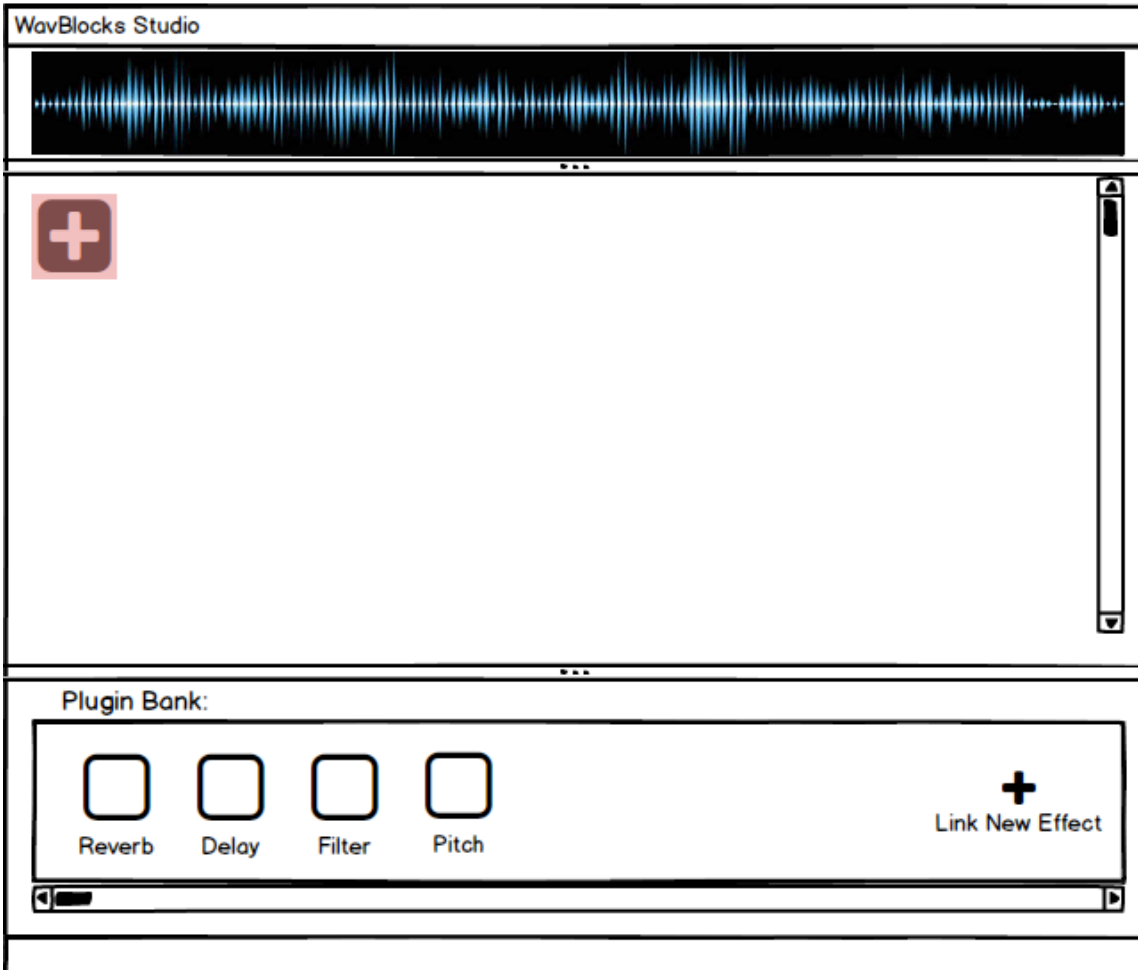 WavBlocks Studio
Plugin Bank:
Reverb Delay Filter Pitch
Link New Effect